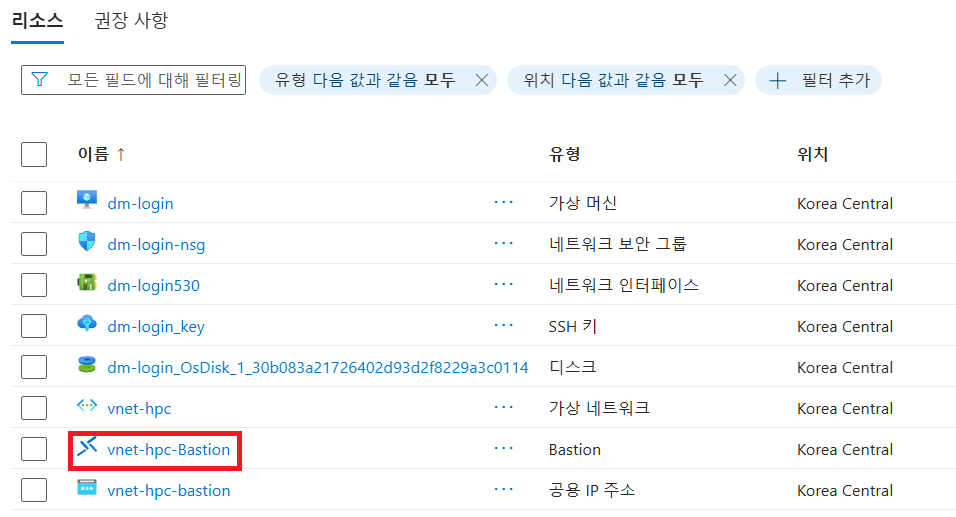 리소스 권장 사항
모든 필드에 대해 필터링 유형 다음 값과 같음 모두 위치 다음 값과 같음 모두 필터 추가
이름 ↑ 유형 위치
dm-login ... 가상 머신 Korea Central
dm-login-nsg ... 네트워크 보안 그룹 Korea Central
dm-login530 ... 네트워크 인터페이스 Korea Central
dm-login_key ... SSH 키 Korea Central
dm-login_OsDisk_1_30b083a21726402d93d2f8229a3c0114 디스크 Korea Central
vnet-hpc ... 가상 네트워크 Korea Central
vnet-hpc-Bastion ... Bastion Korea Central
vnet-hpc-bastion ... 공용 IP 주소 Korea Central